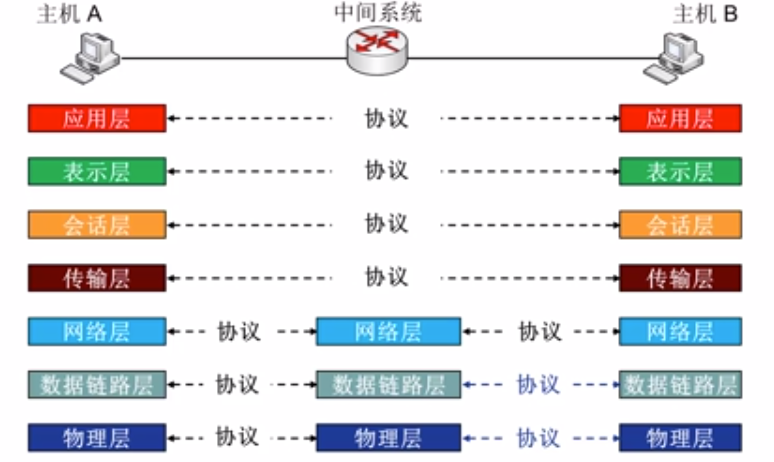 主机 A 中间系统 主机 B
应用层 协议 应用层
表示层 协议 表示层
会话层 协议 会话层
传输层 协议 传输层
网络层 协议 网络层 协议 网络层
数据链路层 协议 数据链路层 协议 数据链路层
物理层 协议 物理层 协议 物理层